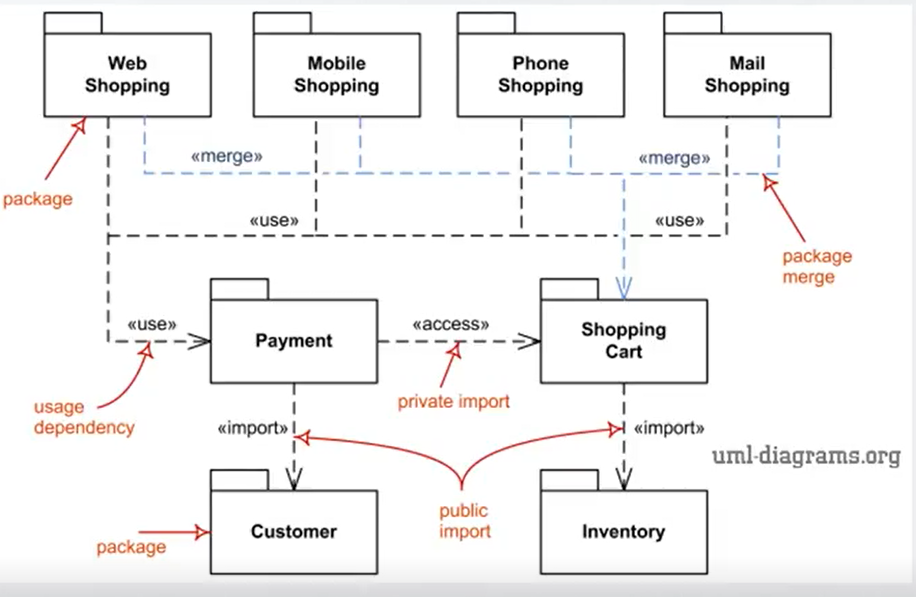 Web
Shopping
Mobile
Shopping
Phone
Shopping
Mail
Shopping
«merge»
«merge»
package
«use»
«use»
package
merge
«use»
Payment
«access»
Shopping
Cart
usage
dependency
private import
«import»
«import»
uml-diagrams.org
public
import
Customer
Inventory
package